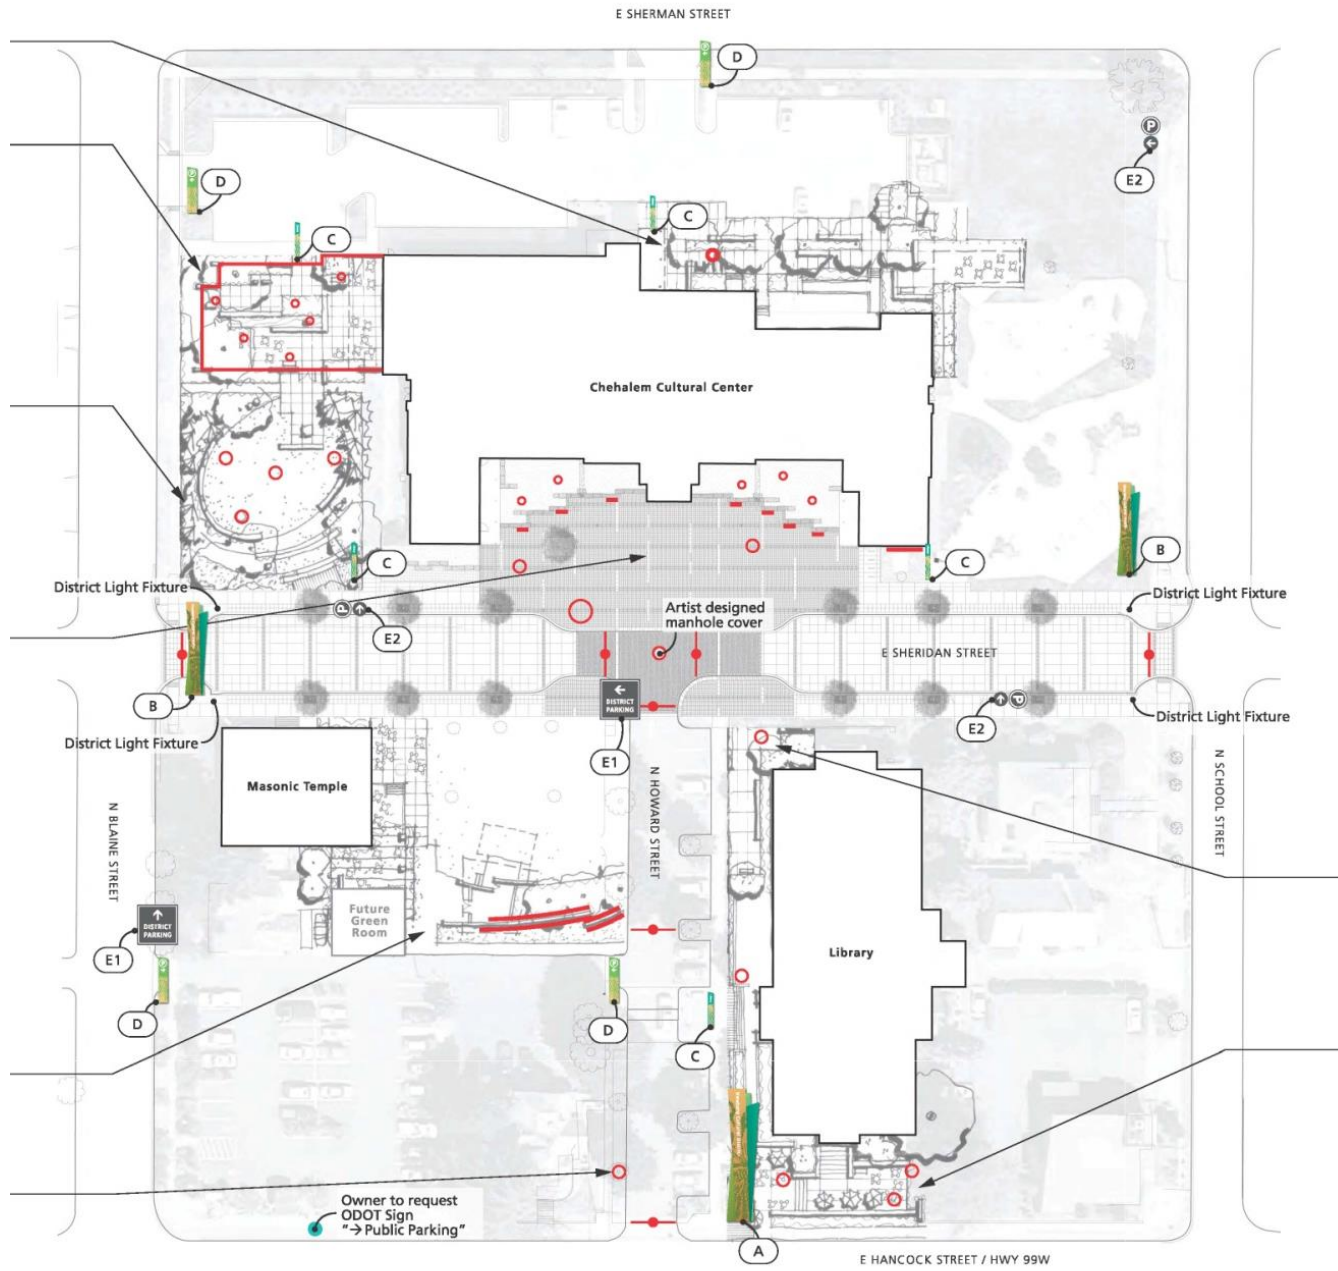 E SHERMAN STREET
D
D
P
E2
C
C
Chehalem Cultural Center
B
C
C
District Light Fixture
District Light Fixture
P
E2
Artist designed
manhole cover
E SHERIDAN STREET
B
←
DISTRICT
PARKING
E2
P
District Light Fixture
District Light Fixture
E1
Masonic Temple
N HOWARD STREET
N SCHOOL STREET
N BLAINE STREET
↑
DISTRICT
PARKING
Future
Green
Room
Library
E1
D
D
C
Owner to request
ODOT Sign
"→Public Parking"
A
E HANCOCK STREET / HWY 99W